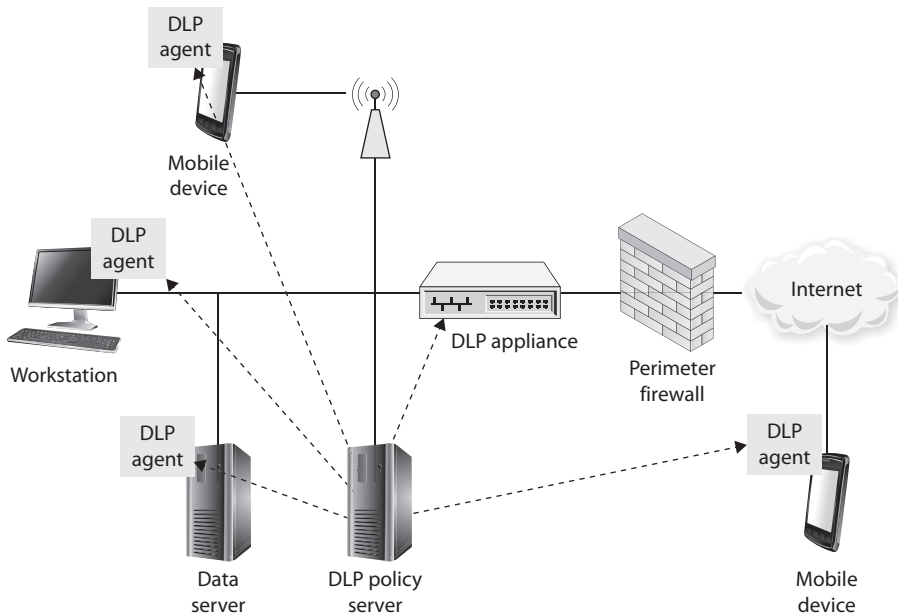 DLP
agent
Mobile
device
DLP
agent
Workstation
DLP appliance
Perimeter
firewall
Internet
DLP
agent
Data
server
DLP policy
server
DLP
agent
Mobile
device